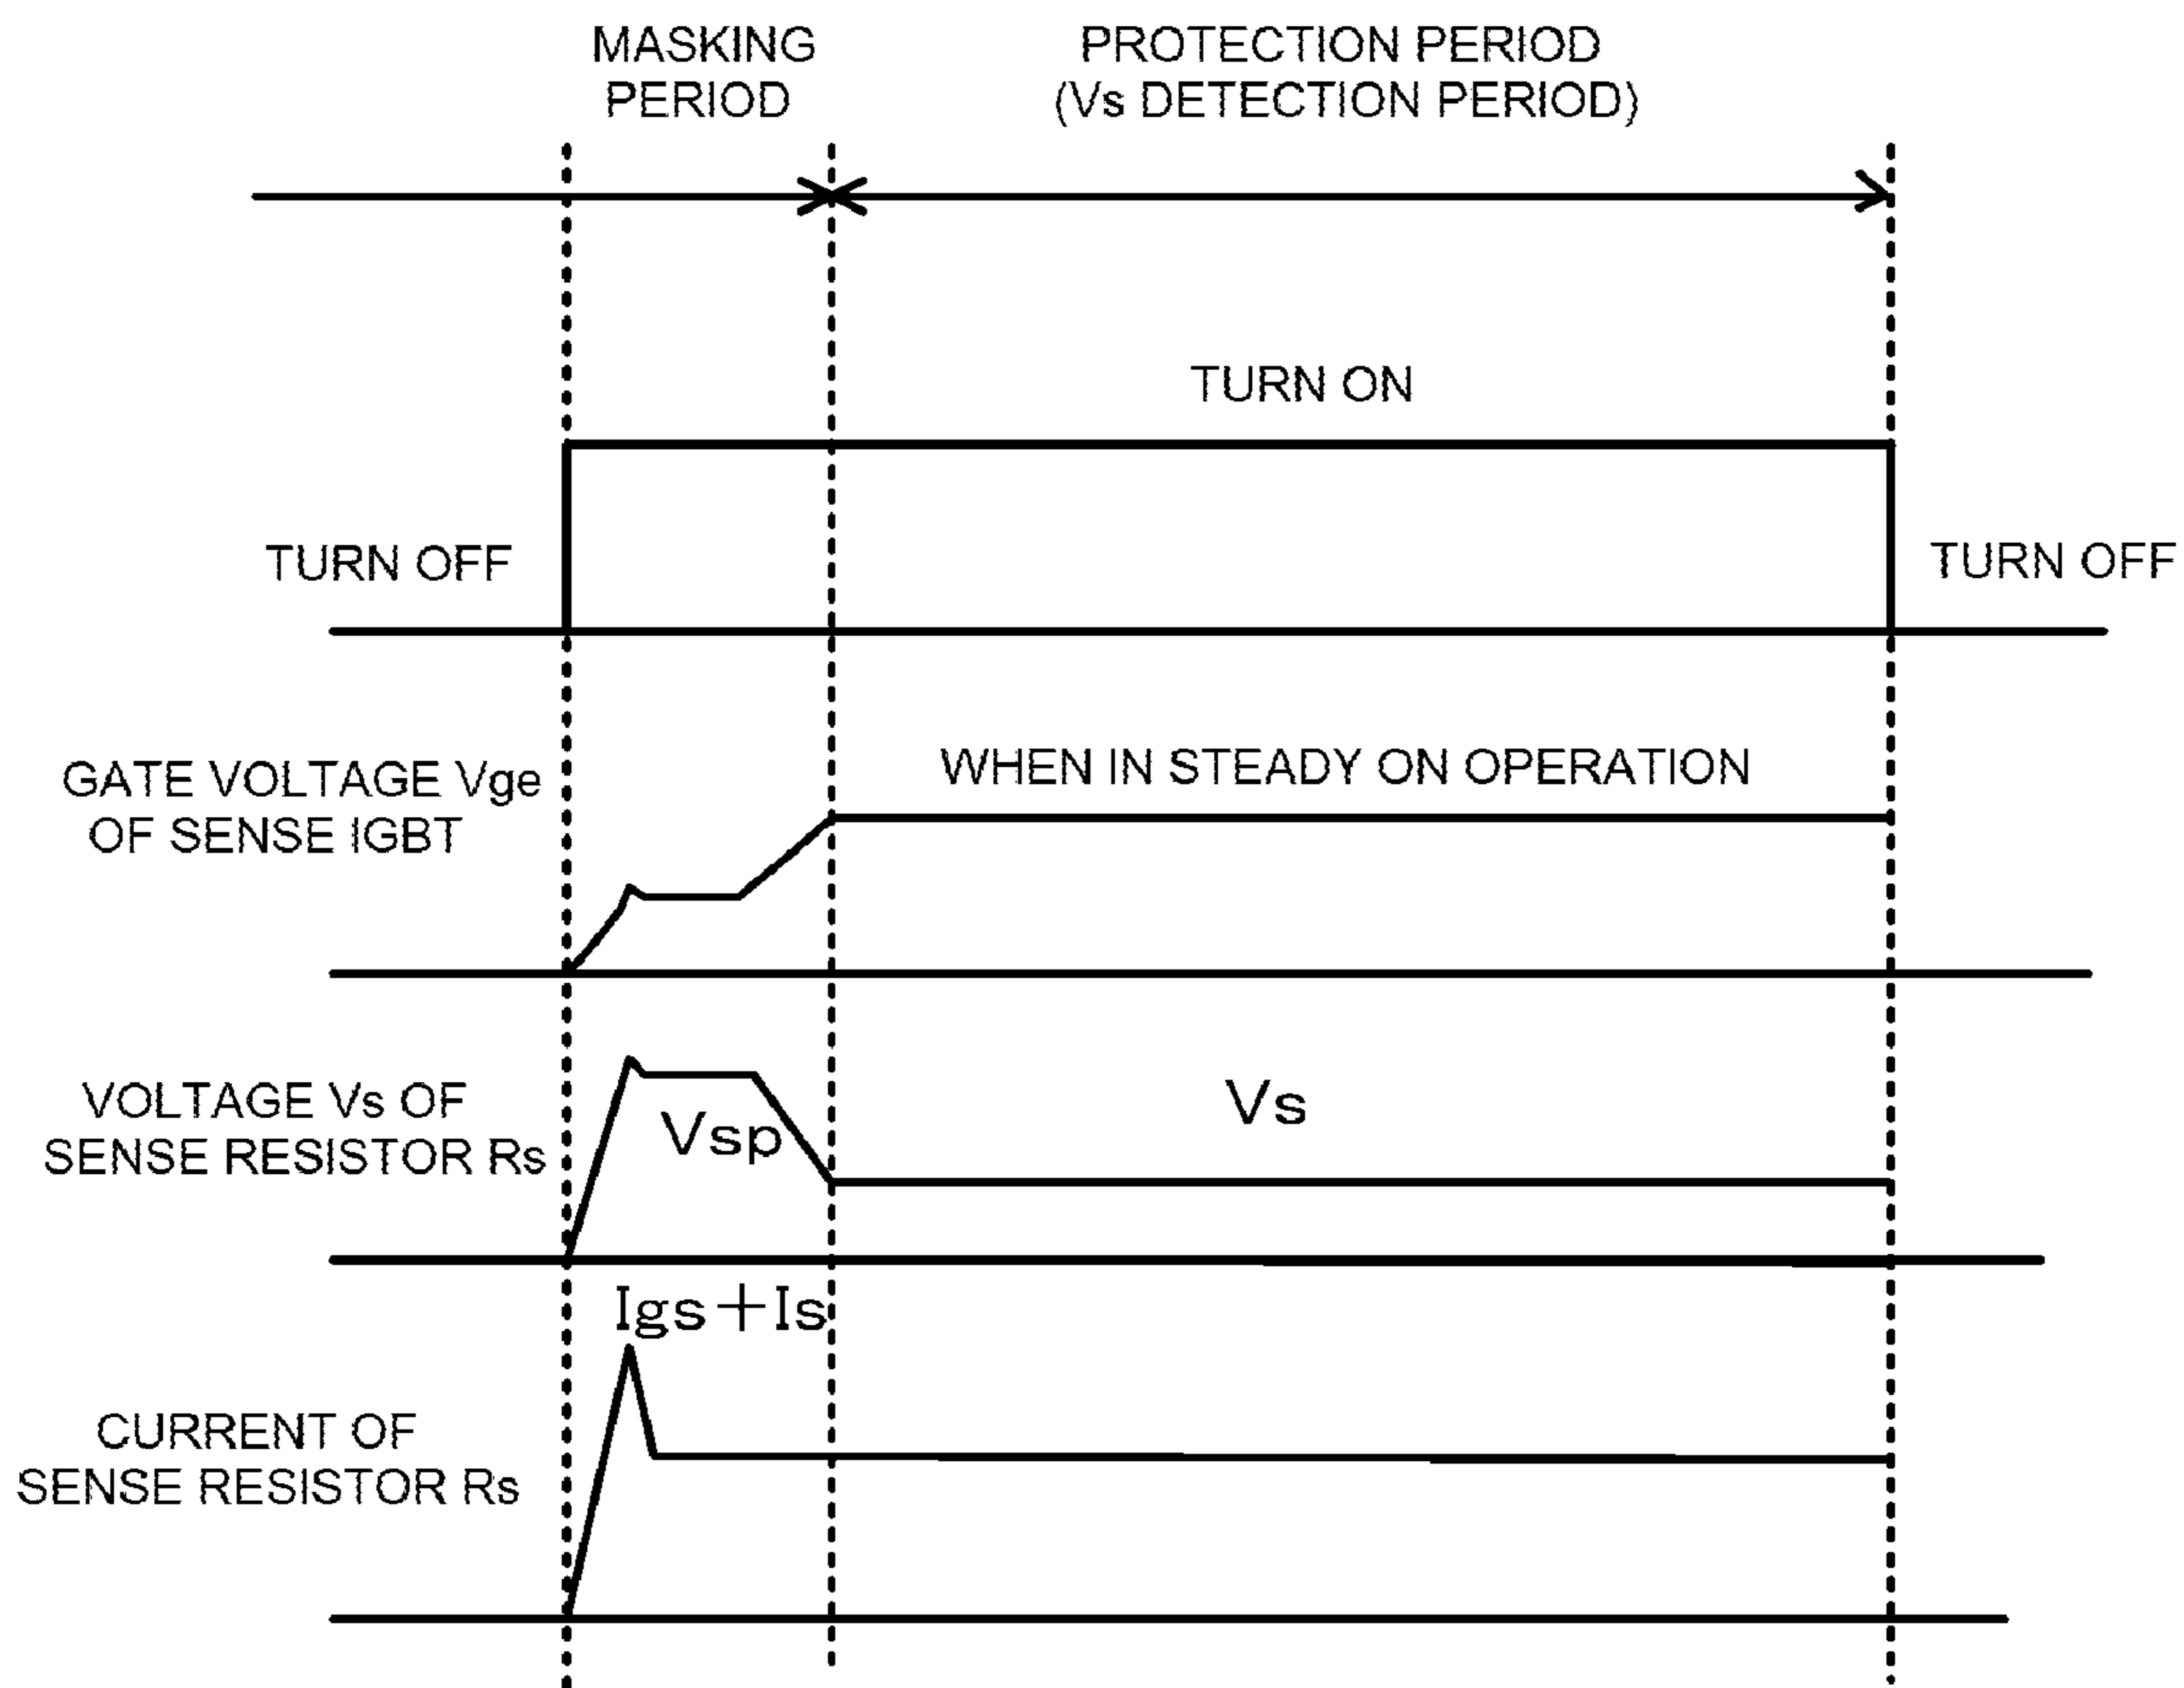 MASKING
PERIOD
PROTECTION PERIOD
(Vs DETECTION PERIOD)
TURN ON
TURN OFF
TURN OFF
GATE VOLTAGE Vge
OF SENSE IGBT
WHEN IN STEADY ON OPERATION
VOLTAGE Vs OF
SENSE RESISTOR Rs
Vsp
Vs
Igs+Is
CURRENT OF
SENSE RESISTOR Rs